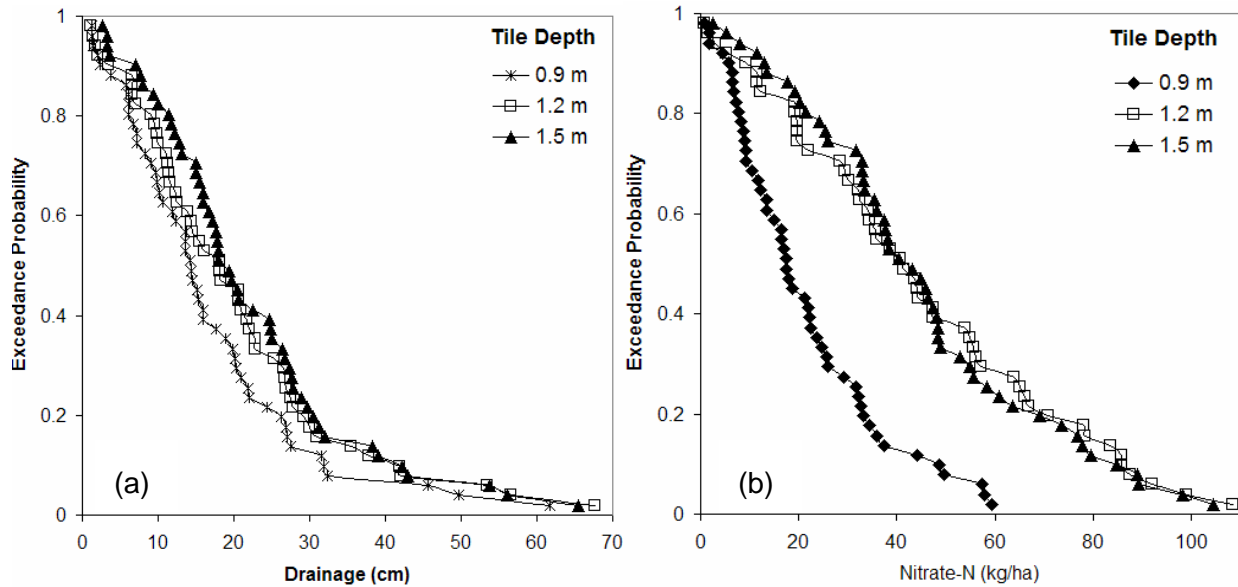 Exceedance Probability
1
0.8
0.6
0.4
0.2
0
Tile Depth
0.9 m
1.2 m
1.5 m
(a)
0 10 20 30 40 50 60 70
Drainage (cm)
Exceedance Probability
1
0.8
0.6
0.4
0.2
0
Tile Depth
0.9 m
1.2 m
1.5 m
(b)
0 20 40 60 80 100
Nitrate-N (kg/ha)